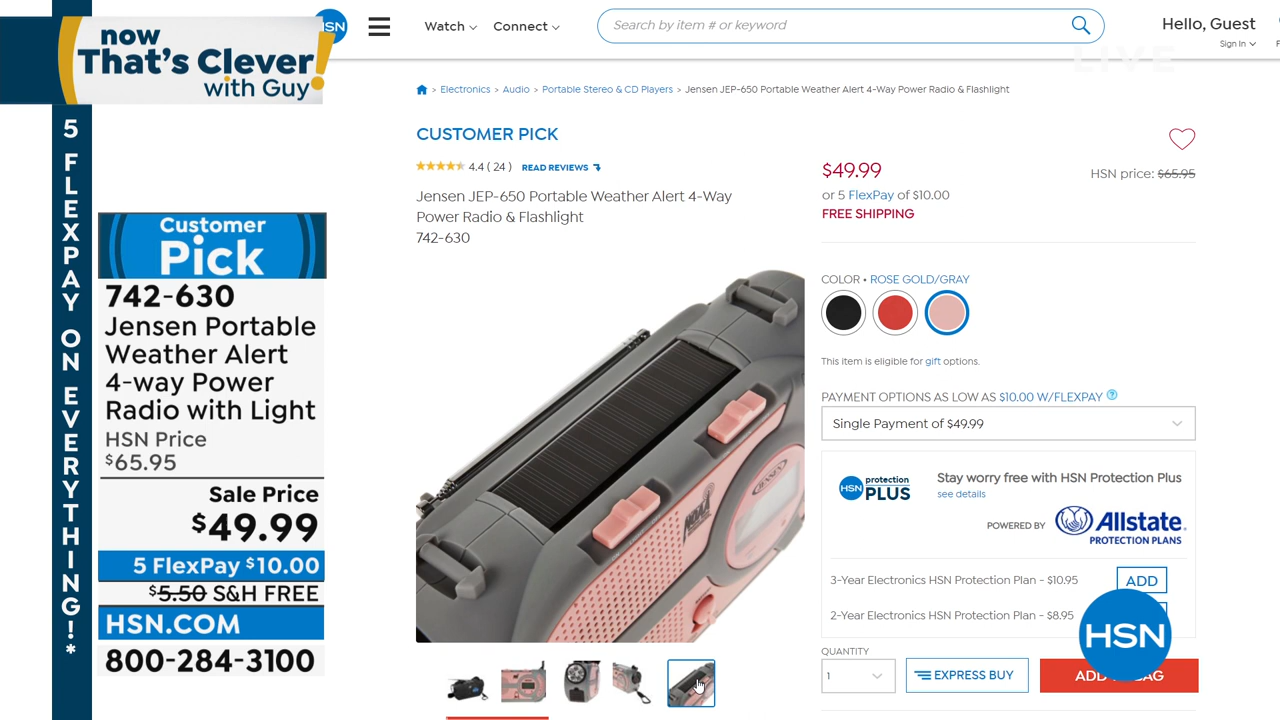 now
That's Clever!
with Guy
5 FLEXPAY ON EVERYTHING!*
Customer
Pick
742-630
Jensen Portable
Weather Alert
4-way Power
Radio with Light
HSN Price
$65.95
Sale Price
$49.99
5 FlexPay $10.00
$5.50 S&H FREE
HSN.COM
800-284-3100
HSN
Watch
Connect
Search by item # or keyword
Hello, Guest
Sign In
LIVE
> Electronics > Audio > Portable Stereo & CD Players > Jensen JEP-650 Portable Weather Alert 4-Way Power Radio & Flashlight
CUSTOMER PICK
4.4 ( 24 ) READ REVIEWS
Jensen JEP-650 Portable Weather Alert 4-Way
Power Radio & Flashlight
742-630
JENSEN
NOAA
$49.99
HSN price: $65.95
or 5 FlexPay of $10.00
FREE SHIPPING
COLOR • ROSE GOLD/GRAY
This item is eligible for gift options.
PAYMENT OPTIONS AS LOW AS $10.00 W/FLEXPAY ?
Single Payment of $49.99
HSN protection PLUS
Stay worry free with HSN Protection Plus
see details
POWERED BY Allstate
PROTECTION PLANS
3-Year Electronics HSN Protection Plan - $10.95 ADD
2-Year Electronics HSN Protection Plan - $8.95
HSN
QUANTITY
1
EXPRESS BUY